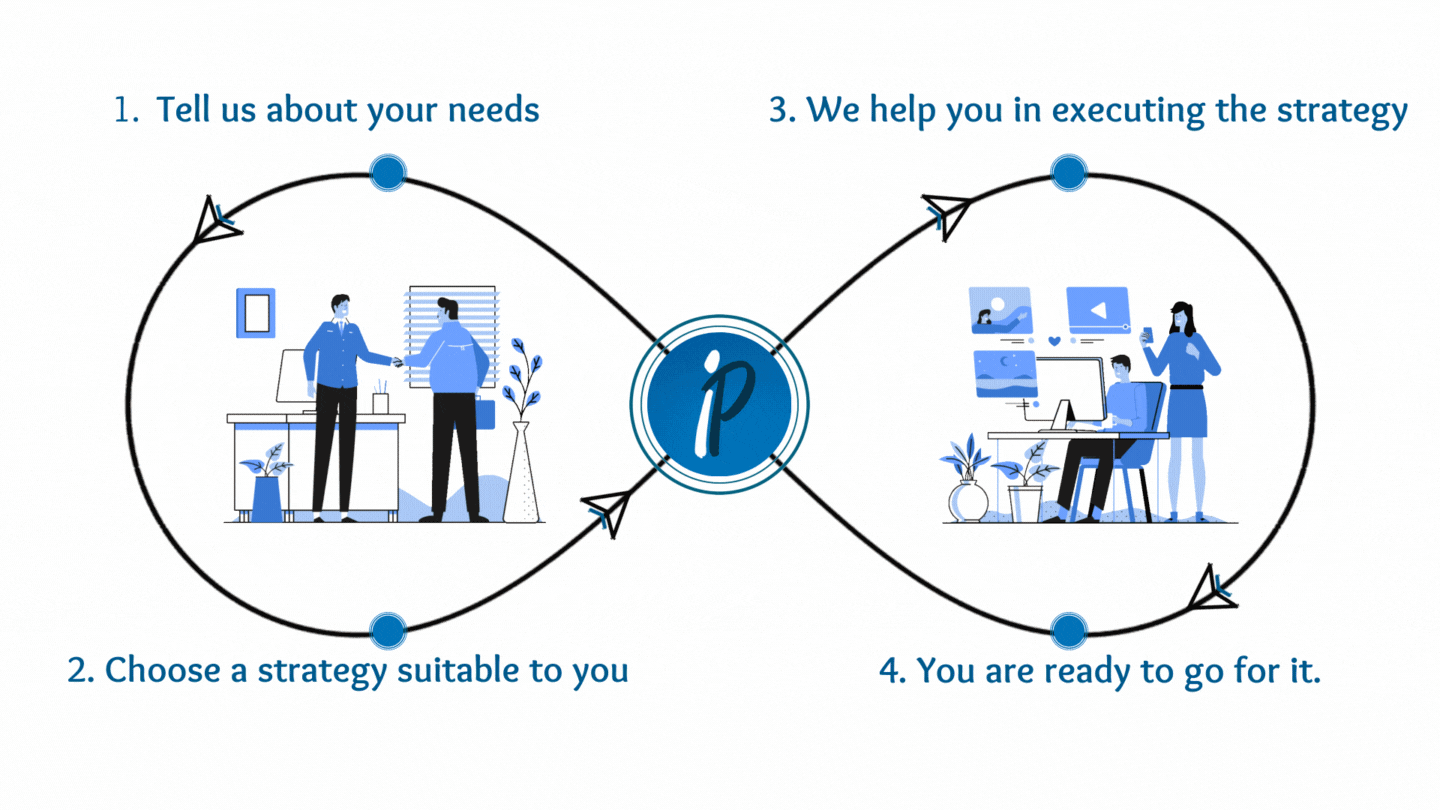 1. Tell us about your needs
2. Choose a strategy suitable to you
3. We help you in executing the strategy
4. You are ready to go for it.
ip